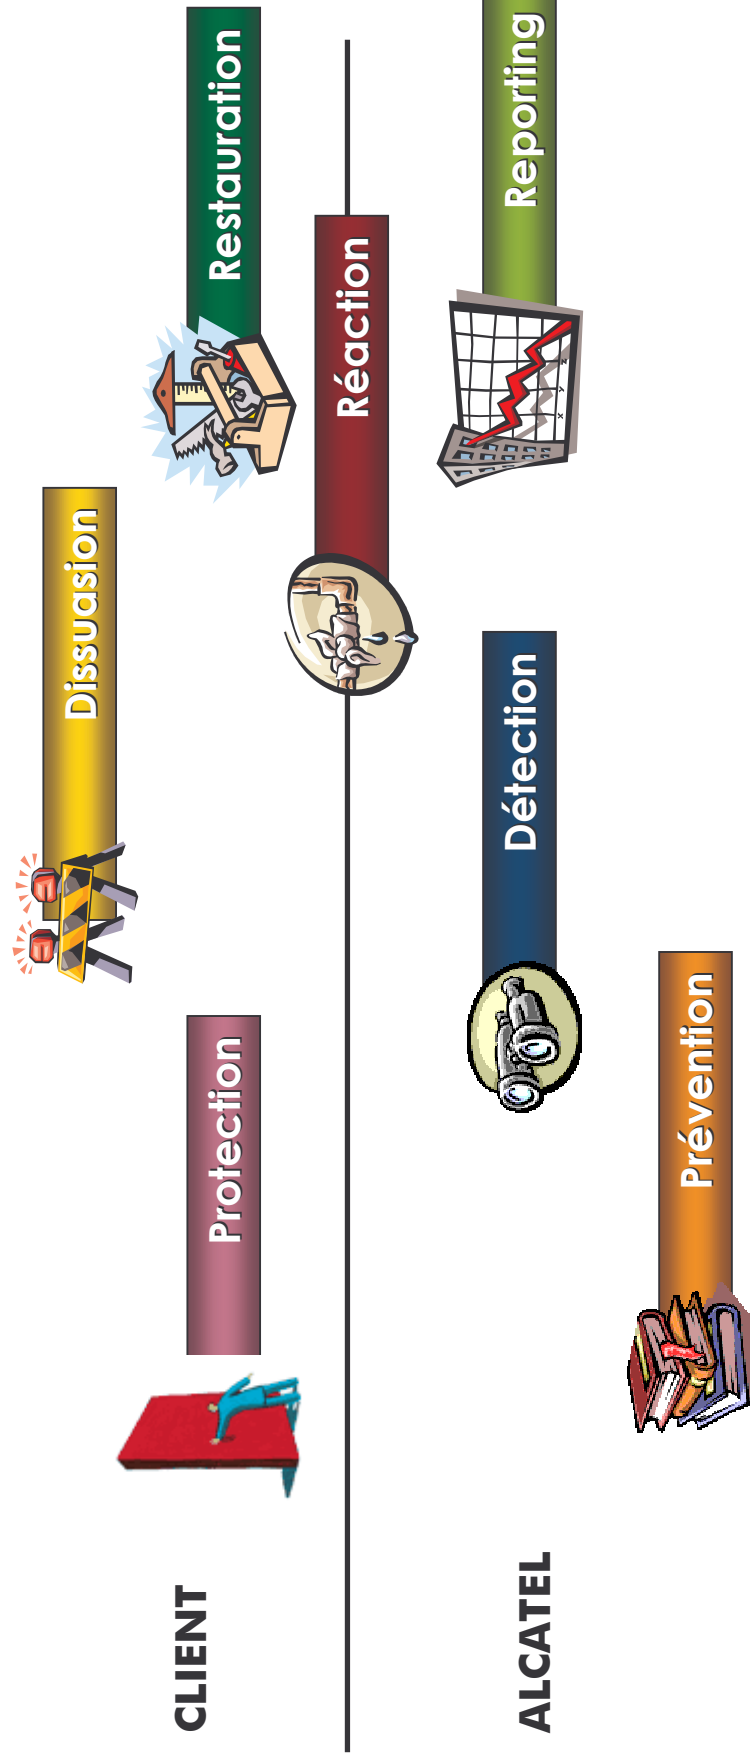 CLIENT
Protection
Dissuasion
Restauration
Réaction
ALCATEL
Prévention
Détection
Reporting